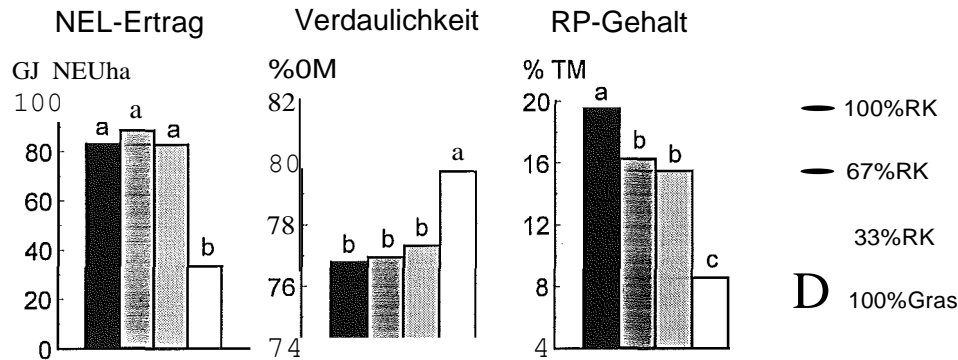 NEL-Ertrag
GJ NEUha
100
80
60
40
20
0
a
a
a
b
Verdaulichkeit
%0M
82
80
78
76
74
b
b
b
a
RP-Gehalt
% TM
20
16
12
8
4
a
b
b
c
100%RK
67%RK
33%RK
D 100%Gras